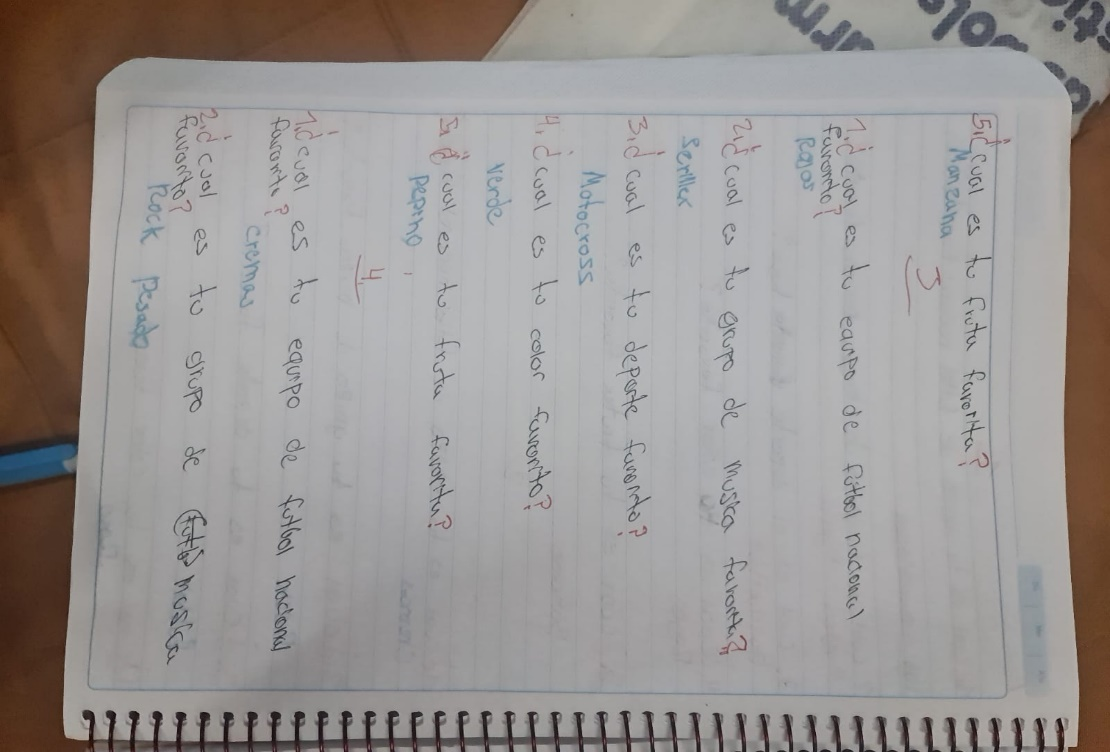 5. ¿cual es tu fruta favorita?
Manzana
3
1. ¿cual es tu equipo de fútbol nacional
favorito?
Rojos
2. ¿cual es tu grupo de musica favorita?
3. ¿cual es tu deporte favorito?
Motocross
4. ¿cual es tu color favorito?
Verde
5. ¿cual es tu fruta favorita?
Pepino
4.
1. ¿cual es tu equipo de futbol nacional
favorito?
cremas
2. ¿cual es tu grupo de musica
favorito?
Rock Pesado